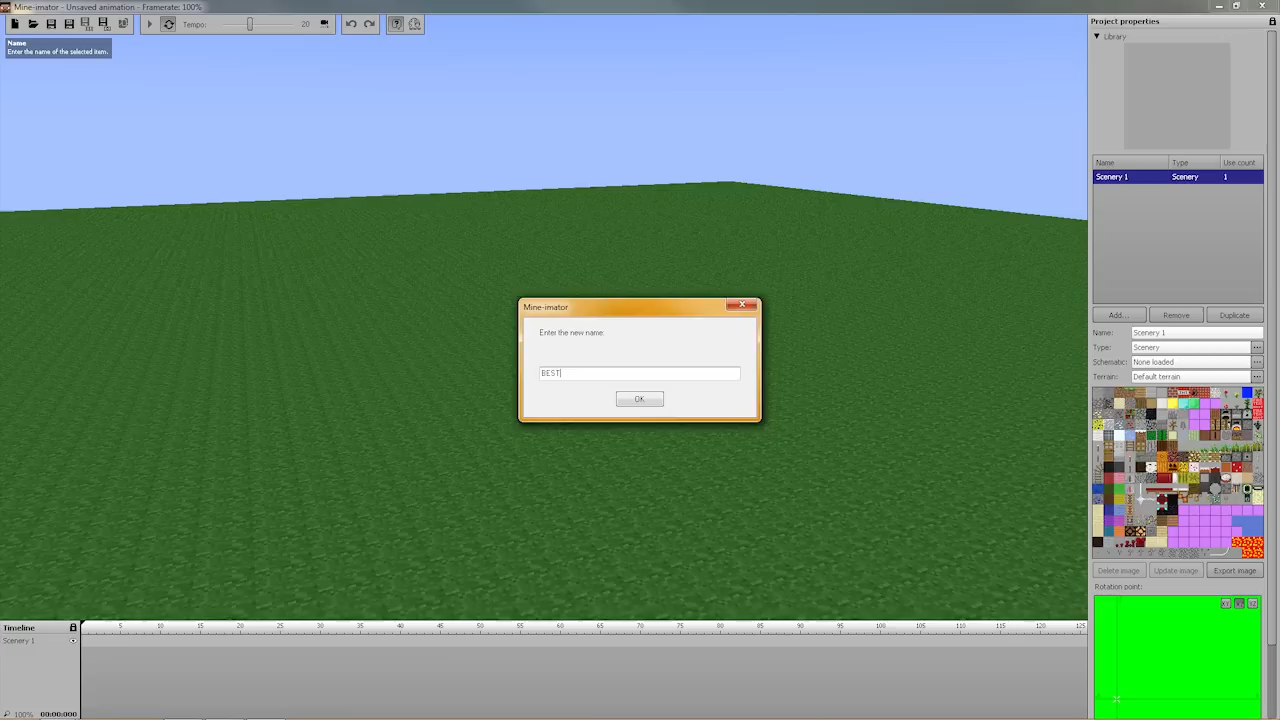 Mine-imator - Unsaved animation - Framerate: 100%
Tempo: 20
Name
Enter the name of the selected item.
Project properties
Library
Name Type Use count
Scenery 1 Scenery 1
Mine-imator
Enter the new name:
BEST
OK
Add... Remove Duplicate
Name: Scenery 1
Type: Scenery ...
Schematic: None loaded ...
Terrain: Default terrain ...
Delete image Update image Export image
Rotation point:
Timeline
5 10 15 20 25 30 35 40 45 50 55 60 65 70 75 80 85 90 95 100 105 110 115 120 125
Scenery 1
100% 00:00:000